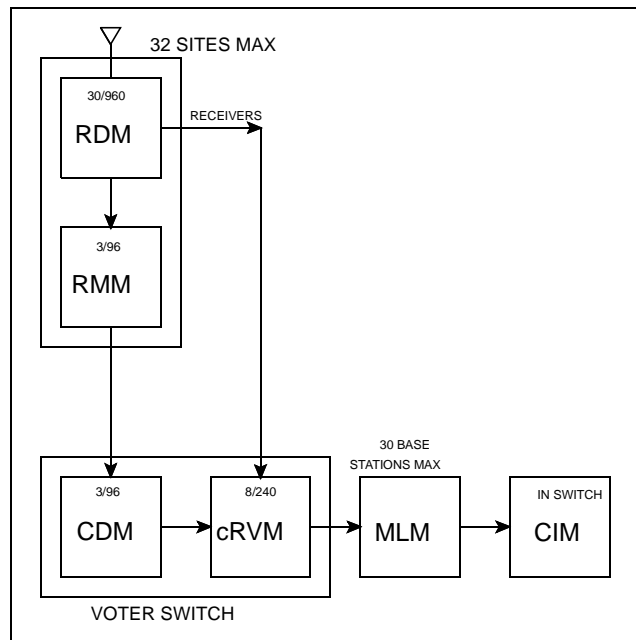 32 SITES MAX
30/960
RDM
RECEIVERS
3/96
RMM
30 BASE
STATIONS MAX
3/96
CDM
8/240
cRVM
MLM
IN SWITCH
CIM
VOTER SWITCH